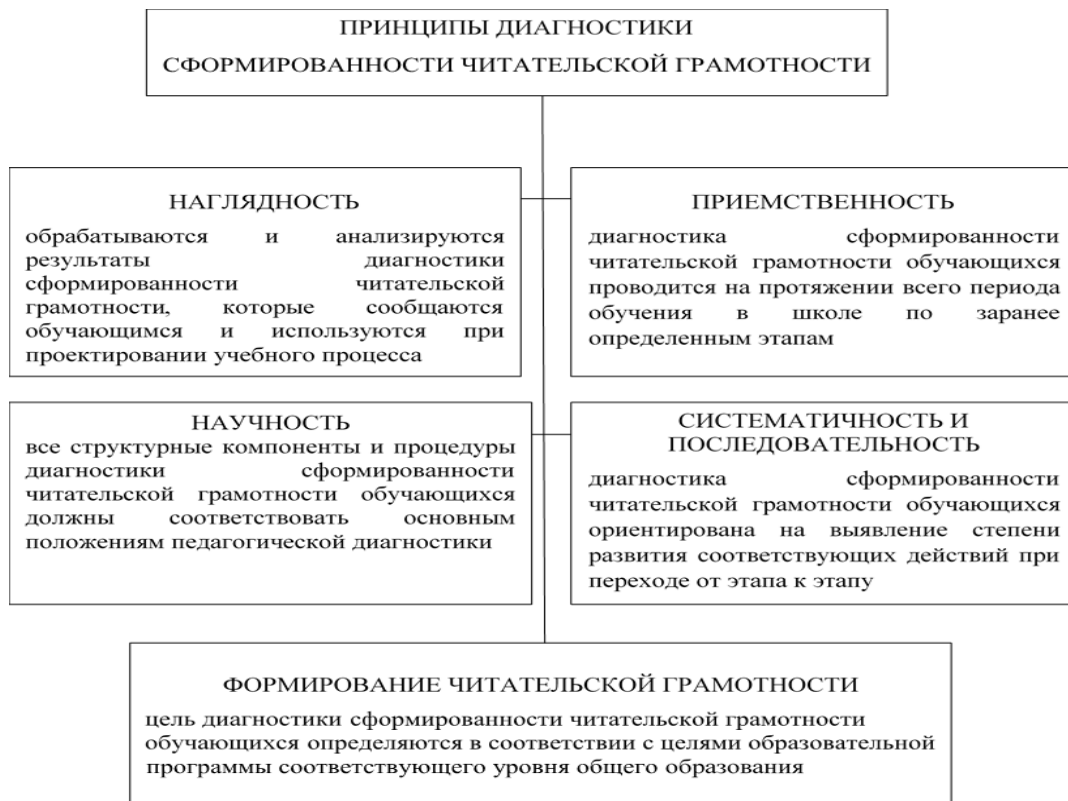 ПРИНЦИПЫ ДИАГНОСТИКИ
СФОРМИРОВАННОСТИ ЧИТАТЕЛЬСКОЙ ГРАМОТНОСТИ
НАГЛЯДНОСТЬ
обрабатываются и анализируются
результаты диагностики
сформированности читательской
грамотности, которые сообщаются
обучающимся и используются при
проектировании учебного процесса
ПРИЕМСТВЕННОСТЬ
диагностика сформированности
читательской грамотности обучающихся
проводится на протяжении всего периода
обучения в школе по заранее
определенным этапам
НАУЧНОСТЬ
все структурные компоненты и процедуры
диагностики сформированности
читательской грамотности обучающихся
должны соответствовать основным
положениям педагогической диагностики
СИСТЕМАТИЧНОСТЬ И
ПОСЛЕДОВАТЕЛЬНОСТЬ
диагностика сформированности
читательской грамотности обучающихся
ориентирована на выявление степени
развития соответствующих действий при
переходе от этапа к этапу
ФОРМИРОВАНИЕ ЧИТАТЕЛЬСКОЙ ГРАМОТНОСТИ
цель диагностики сформированности читательской грамотности
обучающихся определяются в соответствии с целями образовательной
программы соответствующего уровня общего образования